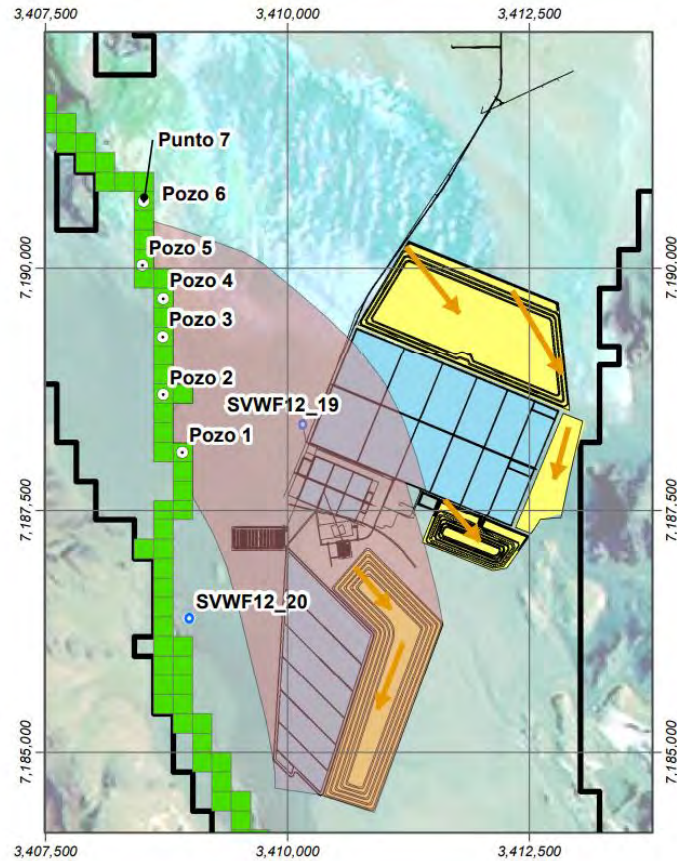 3,407,500
3,410,000
3,412,500
Punto 7
Pozo 6
7,190,000
Pozo 5
7,190,000
Pozo 4
Pozo 3
Pozo 2
SVWF12_19
Pozo 1
7,187,500
7,187,500
SVWF12_20
7,185,000
7,185,000
3,407,500
3,410,000
3,412,500